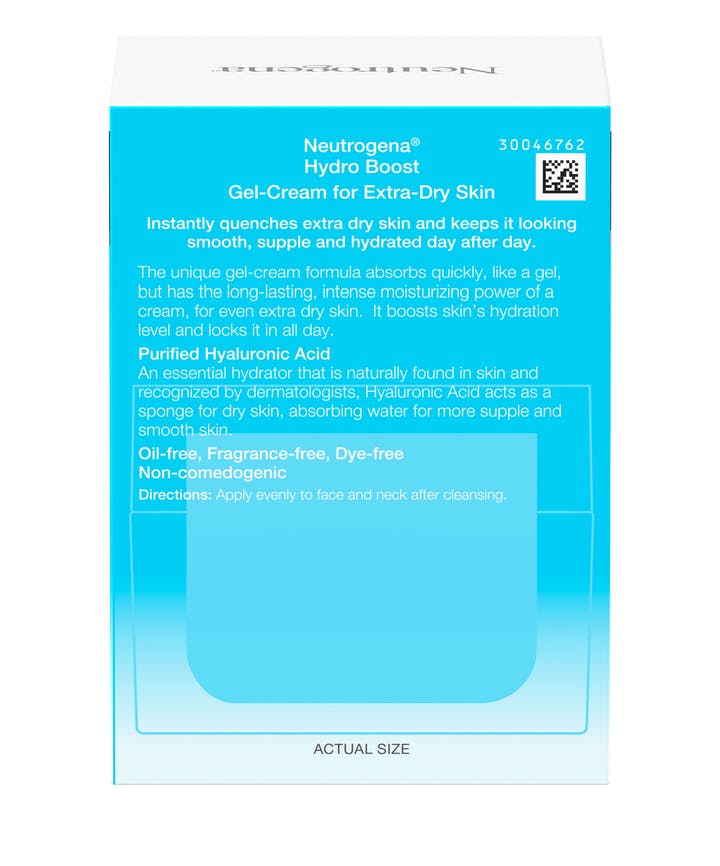 Neutrogena
Neutrogena®
30046762
Hydro Boost
Gel-Cream for Extra-Dry Skin
Instantly quenches extra dry skin and keeps it looking
smooth, supple and hydrated day after day.
The unique gel-cream formula absorbs quickly, like a gel,
but has the long-lasting, intense moisturizing power of a
cream, for even extra dry skin. It boosts skin's hydration
level and locks it in all day.
Purified Hyaluronic Acid
An essential hydrator that is naturally found in skin and
recognized by dermatologists, Hyaluronic Acid acts as a
sponge for dry skin, absorbing water for more supple and
smooth skin.
Oil-free, Fragrance-free, Dye-free
Non-comedogenic
Directions: Apply evenly to face and neck after cleansing.
ACTUAL SIZE